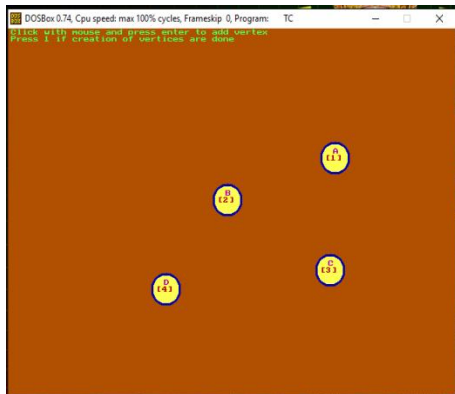 DOSBox 0.74, Cpu speed: max 100% cycles, Frameskip 0, Program: TC
Click with mouse and press enter to add vertex
Press 1 if creation of vertices are done
A
[1]
B
[2]
C
[3]
D
[4]